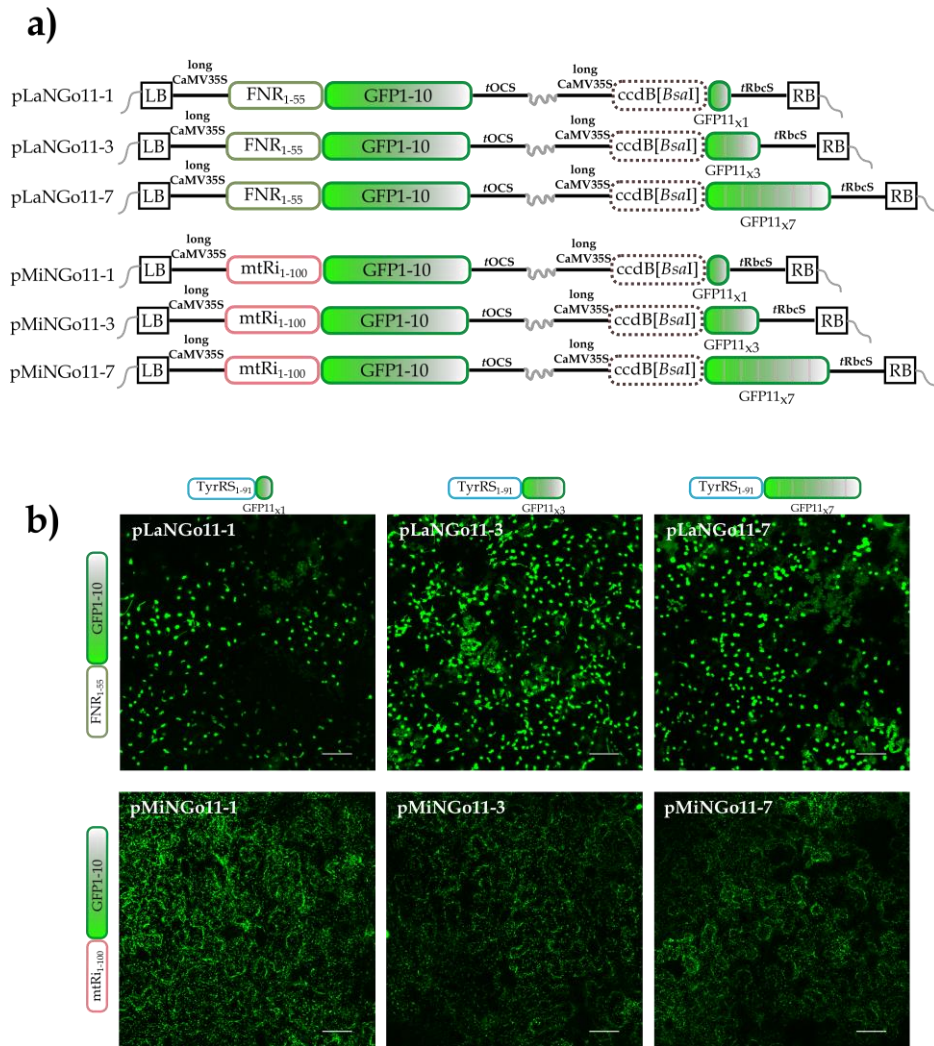 a)
long
CaMV35S
long
CaMV35S
pLaNGo11-1
LB
FNR1-55
GFP1-10
tOCS
ccdB[BsaI]
tRbcS
RB
GFP11x1
long
CaMV35S
long
CaMV35S
pLaNGo11-3
LB
FNR1-55
GFP1-10
tOCS
ccdB[BsaI]
tRbcS
RB
GFP11x3
long
CaMV35S
long
CaMV35S
pLaNGo11-7
LB
FNR1-55
GFP1-10
tOCS
ccdB[BsaI]
tRbcS
RB
GFP11x7
long
CaMV35S
long
CaMV35S
pMiNGo11-1
LB
mtRi1-100
GFP1-10
tOCS
ccdB[BsaI]
tRbcS
RB
GFP11x1
long
CaMV35S
long
CaMV35S
pMiNGo11-3
LB
mtRi1-100
GFP1-10
tOCS
ccdB[BsaI]
tRbcS
RB
GFP11x3
long
CaMV35S
long
CaMV35S
pMiNGo11-7
LB
mtRi1-100
GFP1-10
tOCS
ccdB[BsaI]
tRbcS
RB
GFP11x7
b)
TyrRS1-91
GFP11x1
TyrRS1-91
GFP11x3
TyrRS1-91
GFP11x7
FNR1-55 GFP1-10
pLaNGo11-1
pLaNGo11-3
pLaNGo11-7
mtRi1-100 GFP1-10
pMiNGo11-1
pMiNGo11-3
pMiNGo11-7